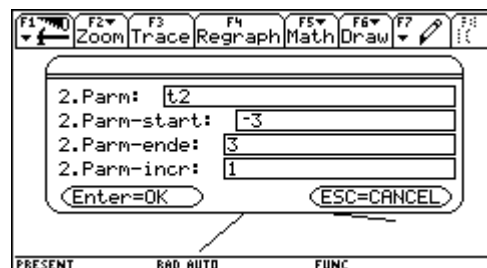 F1 F2 F3 F4 F5 F6 F7
Zoom Trace Regraph Math Draw
2.Parm: t2
2.Parm-start: -3
2.Parm-ende: 3
2.Parm-incr: 1
Enter=OK ESC=CANCEL
PRESENT RAD AUTO FUNC